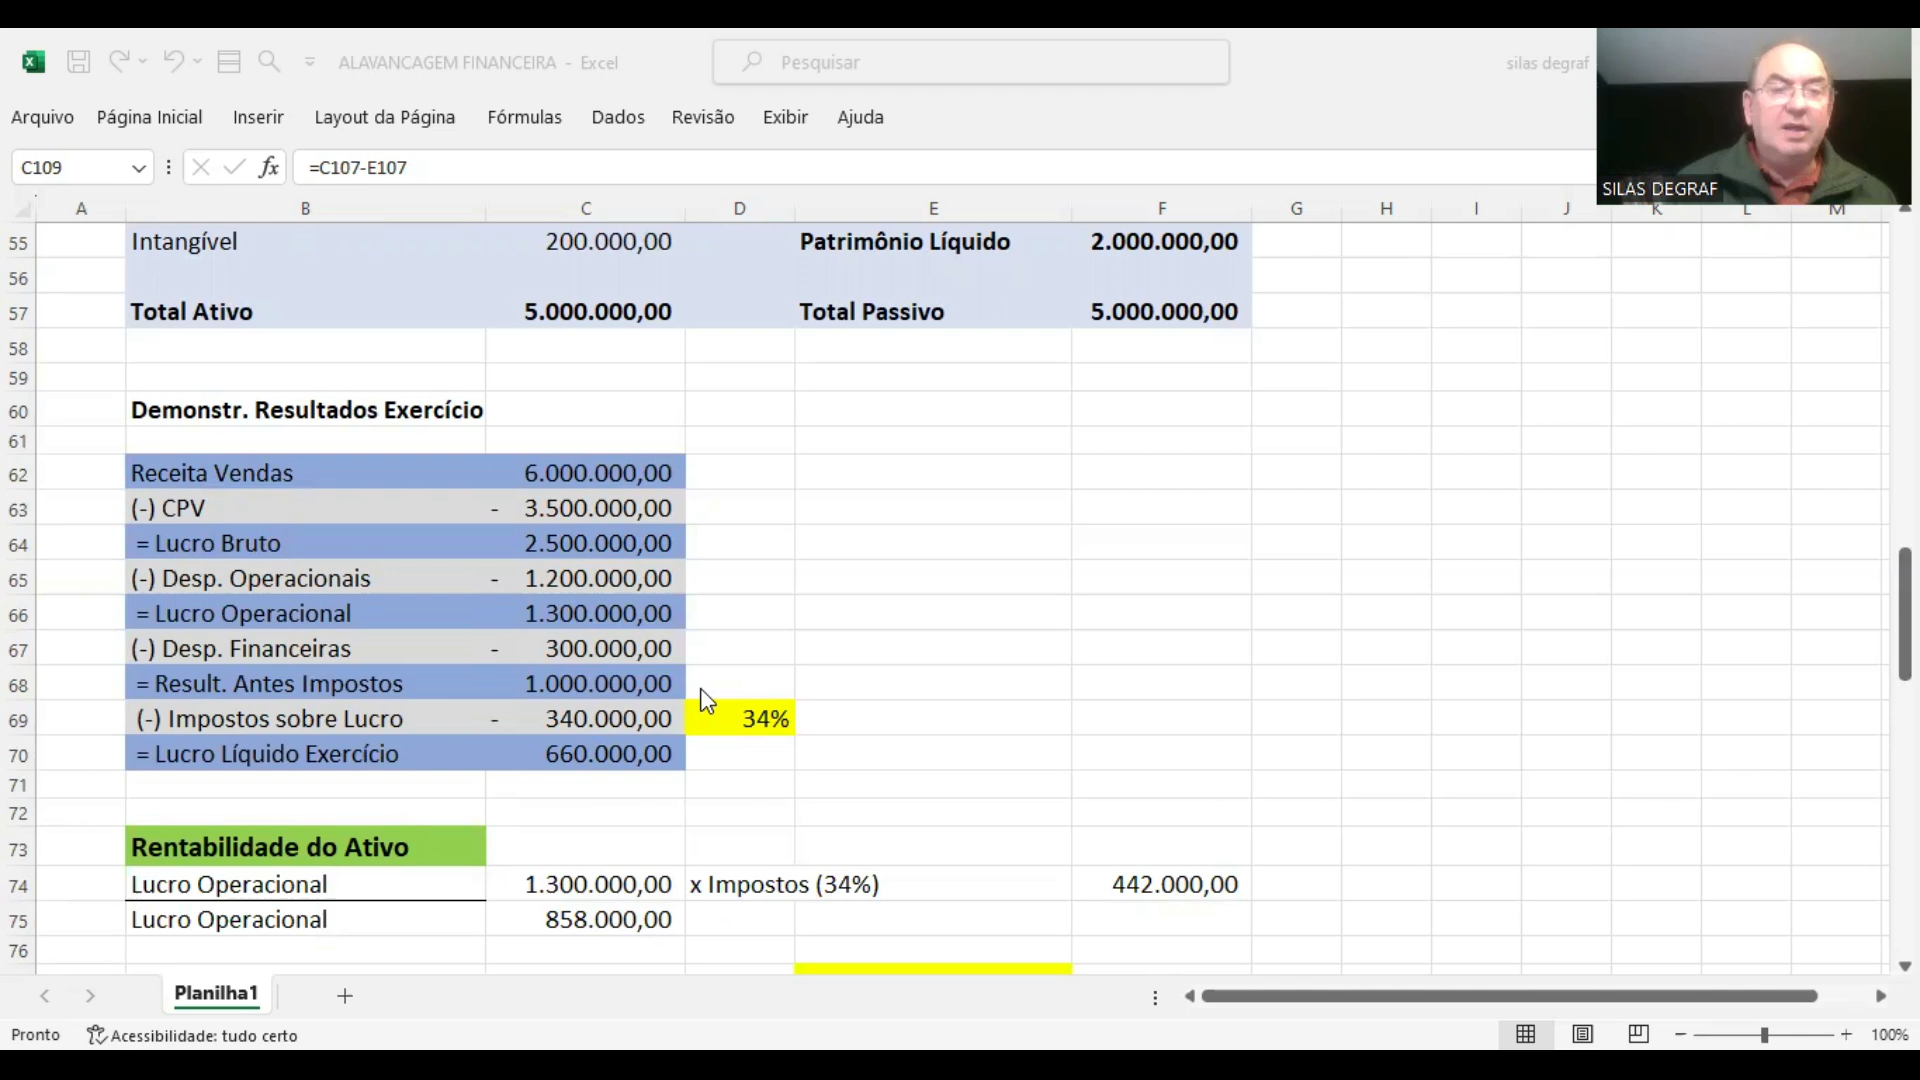 ALAVANCAGEM FINANCEIRA - Excel
Pesquisar
silas degraf
Arquivo Página Inicial Inserir Layout da Página Fórmulas Dados Revisão Exibir Ajuda
SILAS DEGRAF
C109 fx =C107-E107
A B C D E F G H I J K L M
55 Intangível 200.000,00 Patrimônio Líquido 2.000.000,00
56
57 Total Ativo 5.000.000,00 Total Passivo 5.000.000,00
58
59
60 Demonstr. Resultados Exercício
61
62 Receita Vendas 6.000.000,00
63 (-) CPV - 3.500.000,00
64 = Lucro Bruto 2.500.000,00
65 (-) Desp. Operacionais - 1.200.000,00
66 = Lucro Operacional 1.300.000,00
67 (-) Desp. Financeiras - 300.000,00
68 = Result. Antes Impostos 1.000.000,00
69 (-) Impostos sobre Lucro - 340.000,00 34%
70 = Lucro Líquido Exercício 660.000,00
71
72
73 Rentabilidade do Ativo
74 Lucro Operacional 1.300.000,00 x Impostos (34%) 442.000,00
75 Lucro Operacional 858.000,00
76
Planilha1
Pronto Acessibilidade: tudo certo 100%